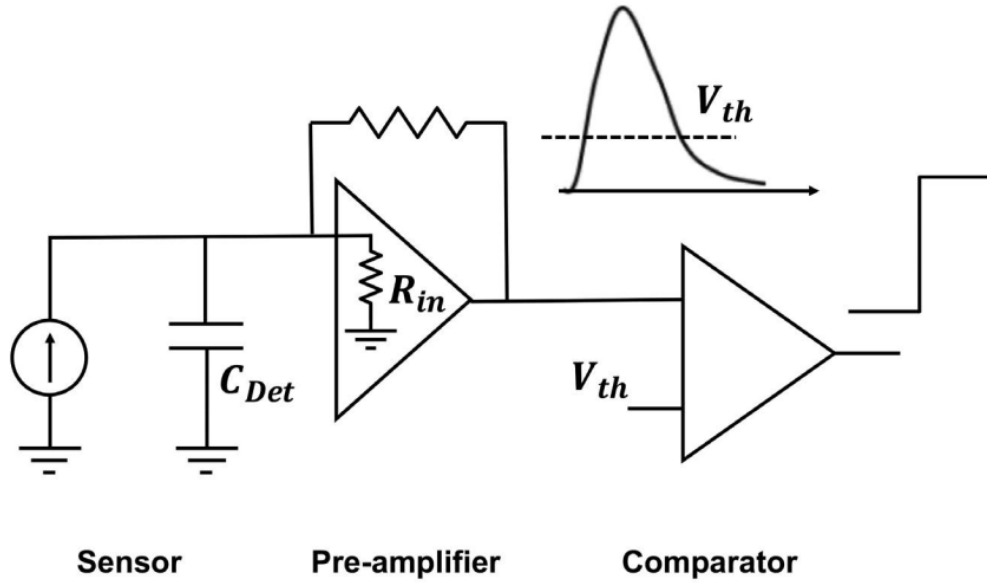 V_th
R_in
C_Det
V_th
Sensor
Pre-amplifier
Comparator